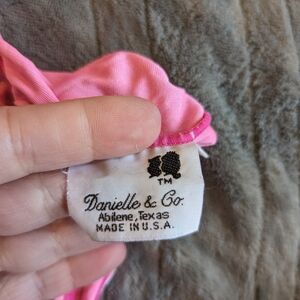 TM
Danielle & Co.
Abilene, Texas
MADE IN U.S.A.